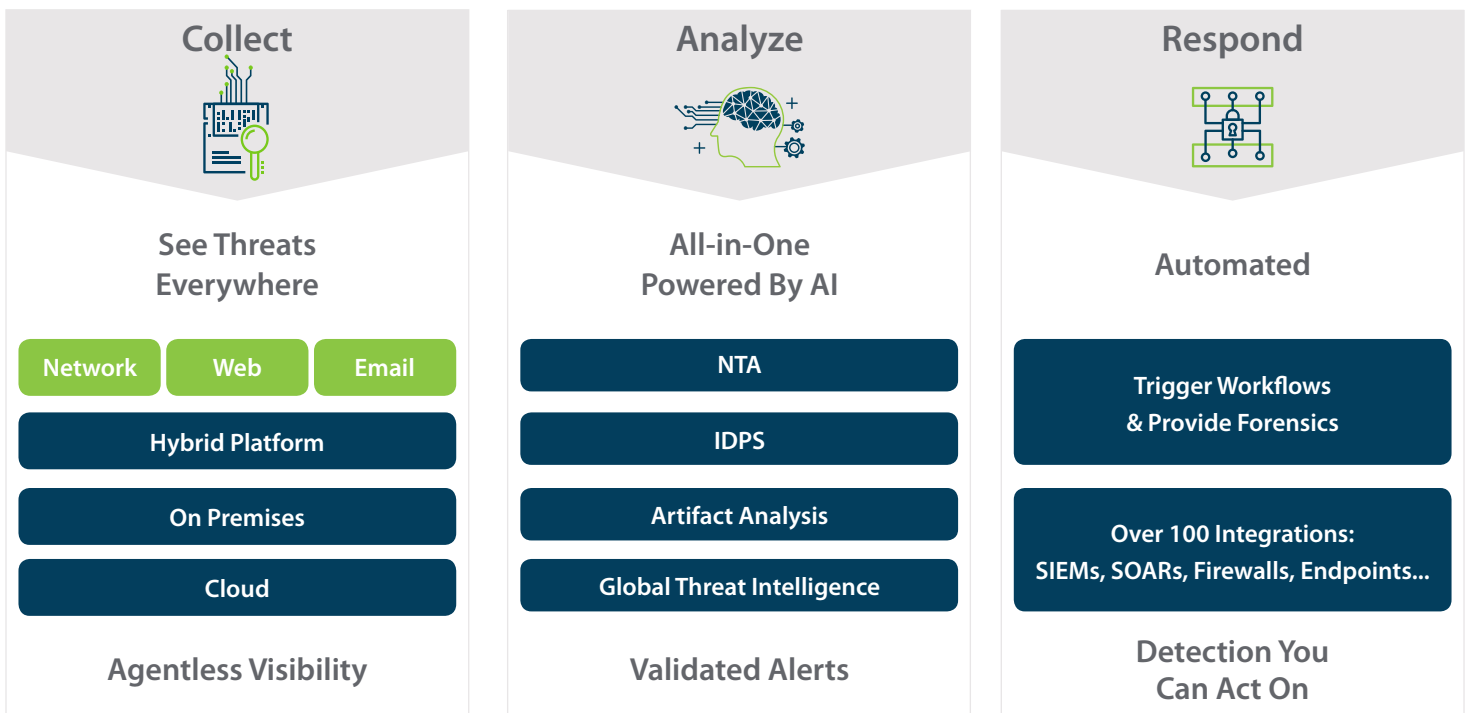 Collect
See Threats
Everywhere
Network
Web
Email
Hybrid Platform
On Premises
Cloud
Agentless Visibility
Analyze
All-in-One
Powered By AI
NTA
IDPS
Artifact Analysis
Global Threat Intelligence
Validated Alerts
Respond
Automated
Trigger Workflows
& Provide Forensics
Over 100 Integrations:
SIEMs, SOARs, Firewalls, Endpoints...
Detection You
Can Act On